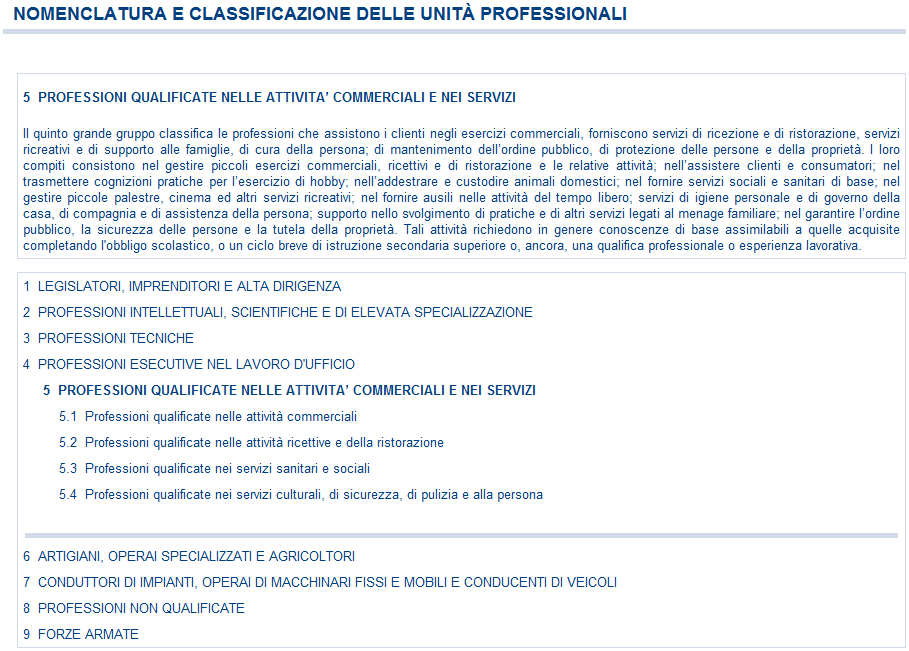 NOMENCLATURA E CLASSIFICAZIONE DELLE UNITÀ PROFESSIONALI
5 PROFESSIONI QUALIFICATE NELLE ATTIVITA’ COMMERCIALI E NEI SERVIZI
Il quinto grande gruppo classifica le professioni che assistono i clienti negli esercizi commerciali, forniscono servizi di ricezione e di ristorazione, servizi
ricreativi e di supporto alle famiglie, di cura della persona; di mantenimento dell’ordine pubblico, di protezione delle persone e della proprietà. I loro
compiti consistono nel gestire piccoli esercizi commerciali, ricettivi e di ristorazione e le relative attività; nell’assistere clienti e consumatori; nel
trasmettere cognizioni pratiche per l’esercizio di hobby; nell’addestrare e custodire animali domestici; nel fornire servizi sociali e sanitari di base; nel
gestire piccole palestre, cinema ed altri servizi ricreativi; nel fornire ausili nelle attività del tempo libero; servizi di igiene personale e di governo della
casa, di compagnia e di assistenza della persona; supporto nello svolgimento di pratiche e di altri servizi legati al menage familiare; nel garantire l’ordine
pubblico, la sicurezza delle persone e la tutela della proprietà. Tali attività richiedono in genere conoscenze di base assimilabili a quelle acquisite
completando l'obbligo scolastico, o un ciclo breve di istruzione secondaria superiore o, ancora, una qualifica professionale o esperienza lavorativa.
1 LEGISLATORI, IMPRENDITORI E ALTA DIRIGENZA
2 PROFESSIONI INTELLETTUALI, SCIENTIFICHE E DI ELEVATA SPECIALIZZAZIONE
3 PROFESSIONI TECNICHE
4 PROFESSIONI ESECUTIVE NEL LAVORO D'UFFICIO
5 PROFESSIONI QUALIFICATE NELLE ATTIVITA’ COMMERCIALI E NEI SERVIZI
5.1 Professioni qualificate nelle attività commerciali
5.2 Professioni qualificate nelle attività ricettive e della ristorazione
5.3 Professioni qualificate nei servizi sanitari e sociali
5.4 Professioni qualificate nei servizi culturali, di sicurezza, di pulizia e alla persona
6 ARTIGIANI, OPERAI SPECIALIZZATI E AGRICOLTORI
7 CONDUTTORI DI IMPIANTI, OPERAI DI MACCHINARI FISSI E MOBILI E CONDUCENTI DI VEICOLI
8 PROFESSIONI NON QUALIFICATE
9 FORZE ARMATE